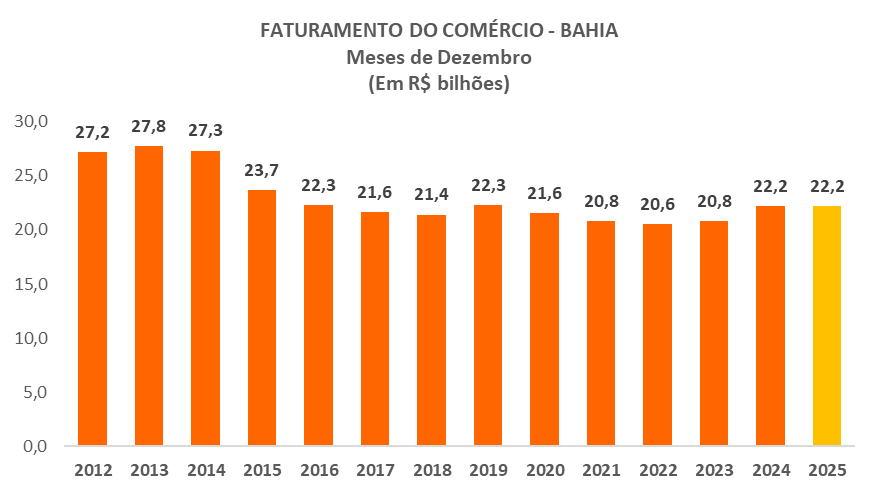 FATURAMENTO DO COMÉRCIO - BAHIA
Meses de Dezembro
(Em R$ bilhões)
30,0
25,0
20,0
15,0
10,0
5,0
0,0
27,2 27,8 27,3 23,7 22,3 21,6 21,4 22,3 21,6 20,8 20,6 20,8 22,2 22,2
2012 2013 2014 2015 2016 2017 2018 2019 2020 2021 2022 2023 2024 2025